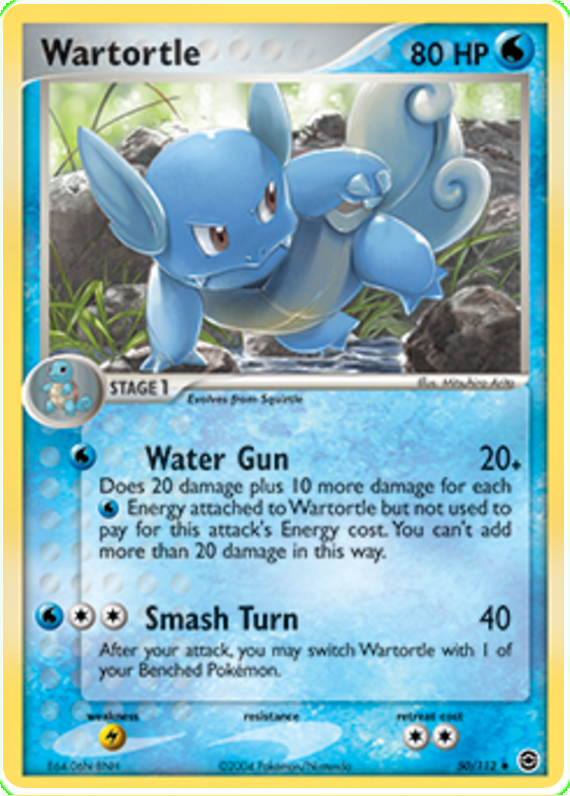 Wartortle 80 HP
STAGE 1
Evolves from Squirtle
Illus. Mitsuhiro Arita
Water Gun 20+
Does 20 damage plus 10 more damage for each
Energy attached to Wartortle but not used to
pay for this attack's Energy cost. You can't add
more than 20 damage in this way.
Smash Turn 40
After your attack, you may switch Wartortle with 1 of
your Benched Pokémon.
weakness resistance retreat cost
©2004 Pokémon/Nintendo 50/112